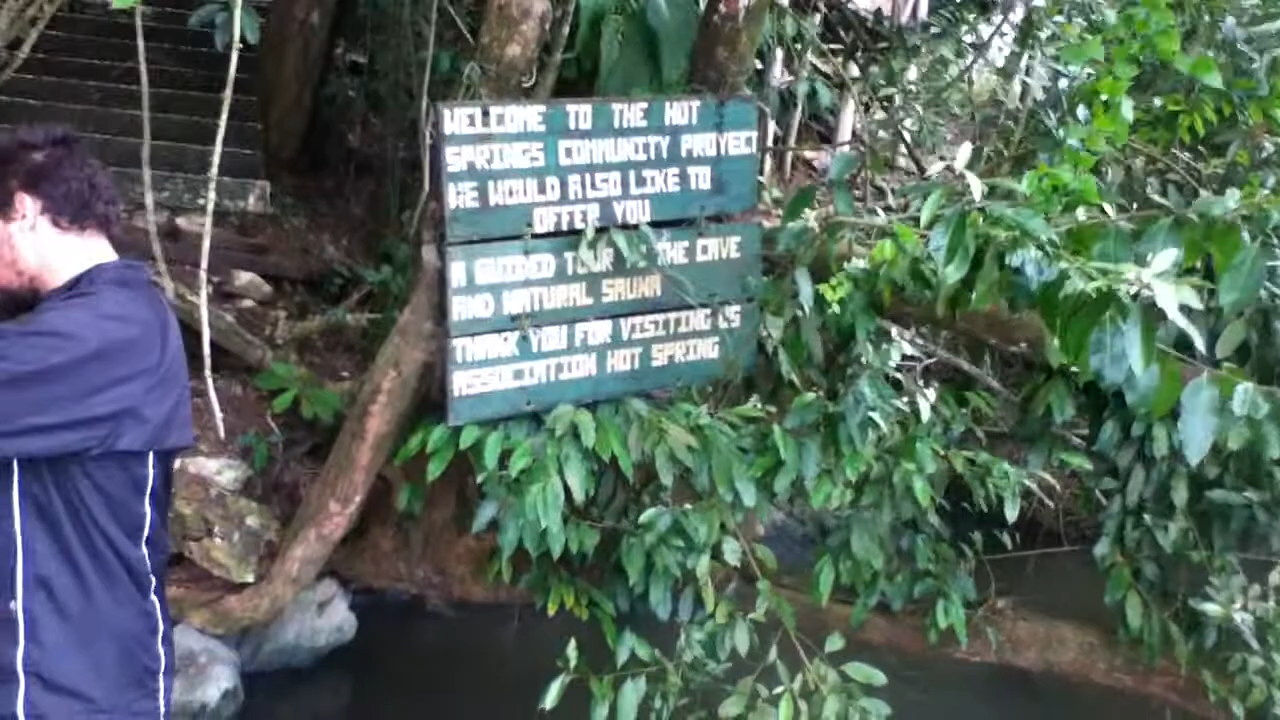 WELCOME TO THE HOT
SPRINGS COMMUNITY PROYECT
WE WOULD ALSO LIKE TO
OFFER YOU
A GUIDED TOUR TO THE CAVE
AND NATURAL SAUNA
THANK YOU FOR VISITING US
ASSOCIATION HOT SPRING